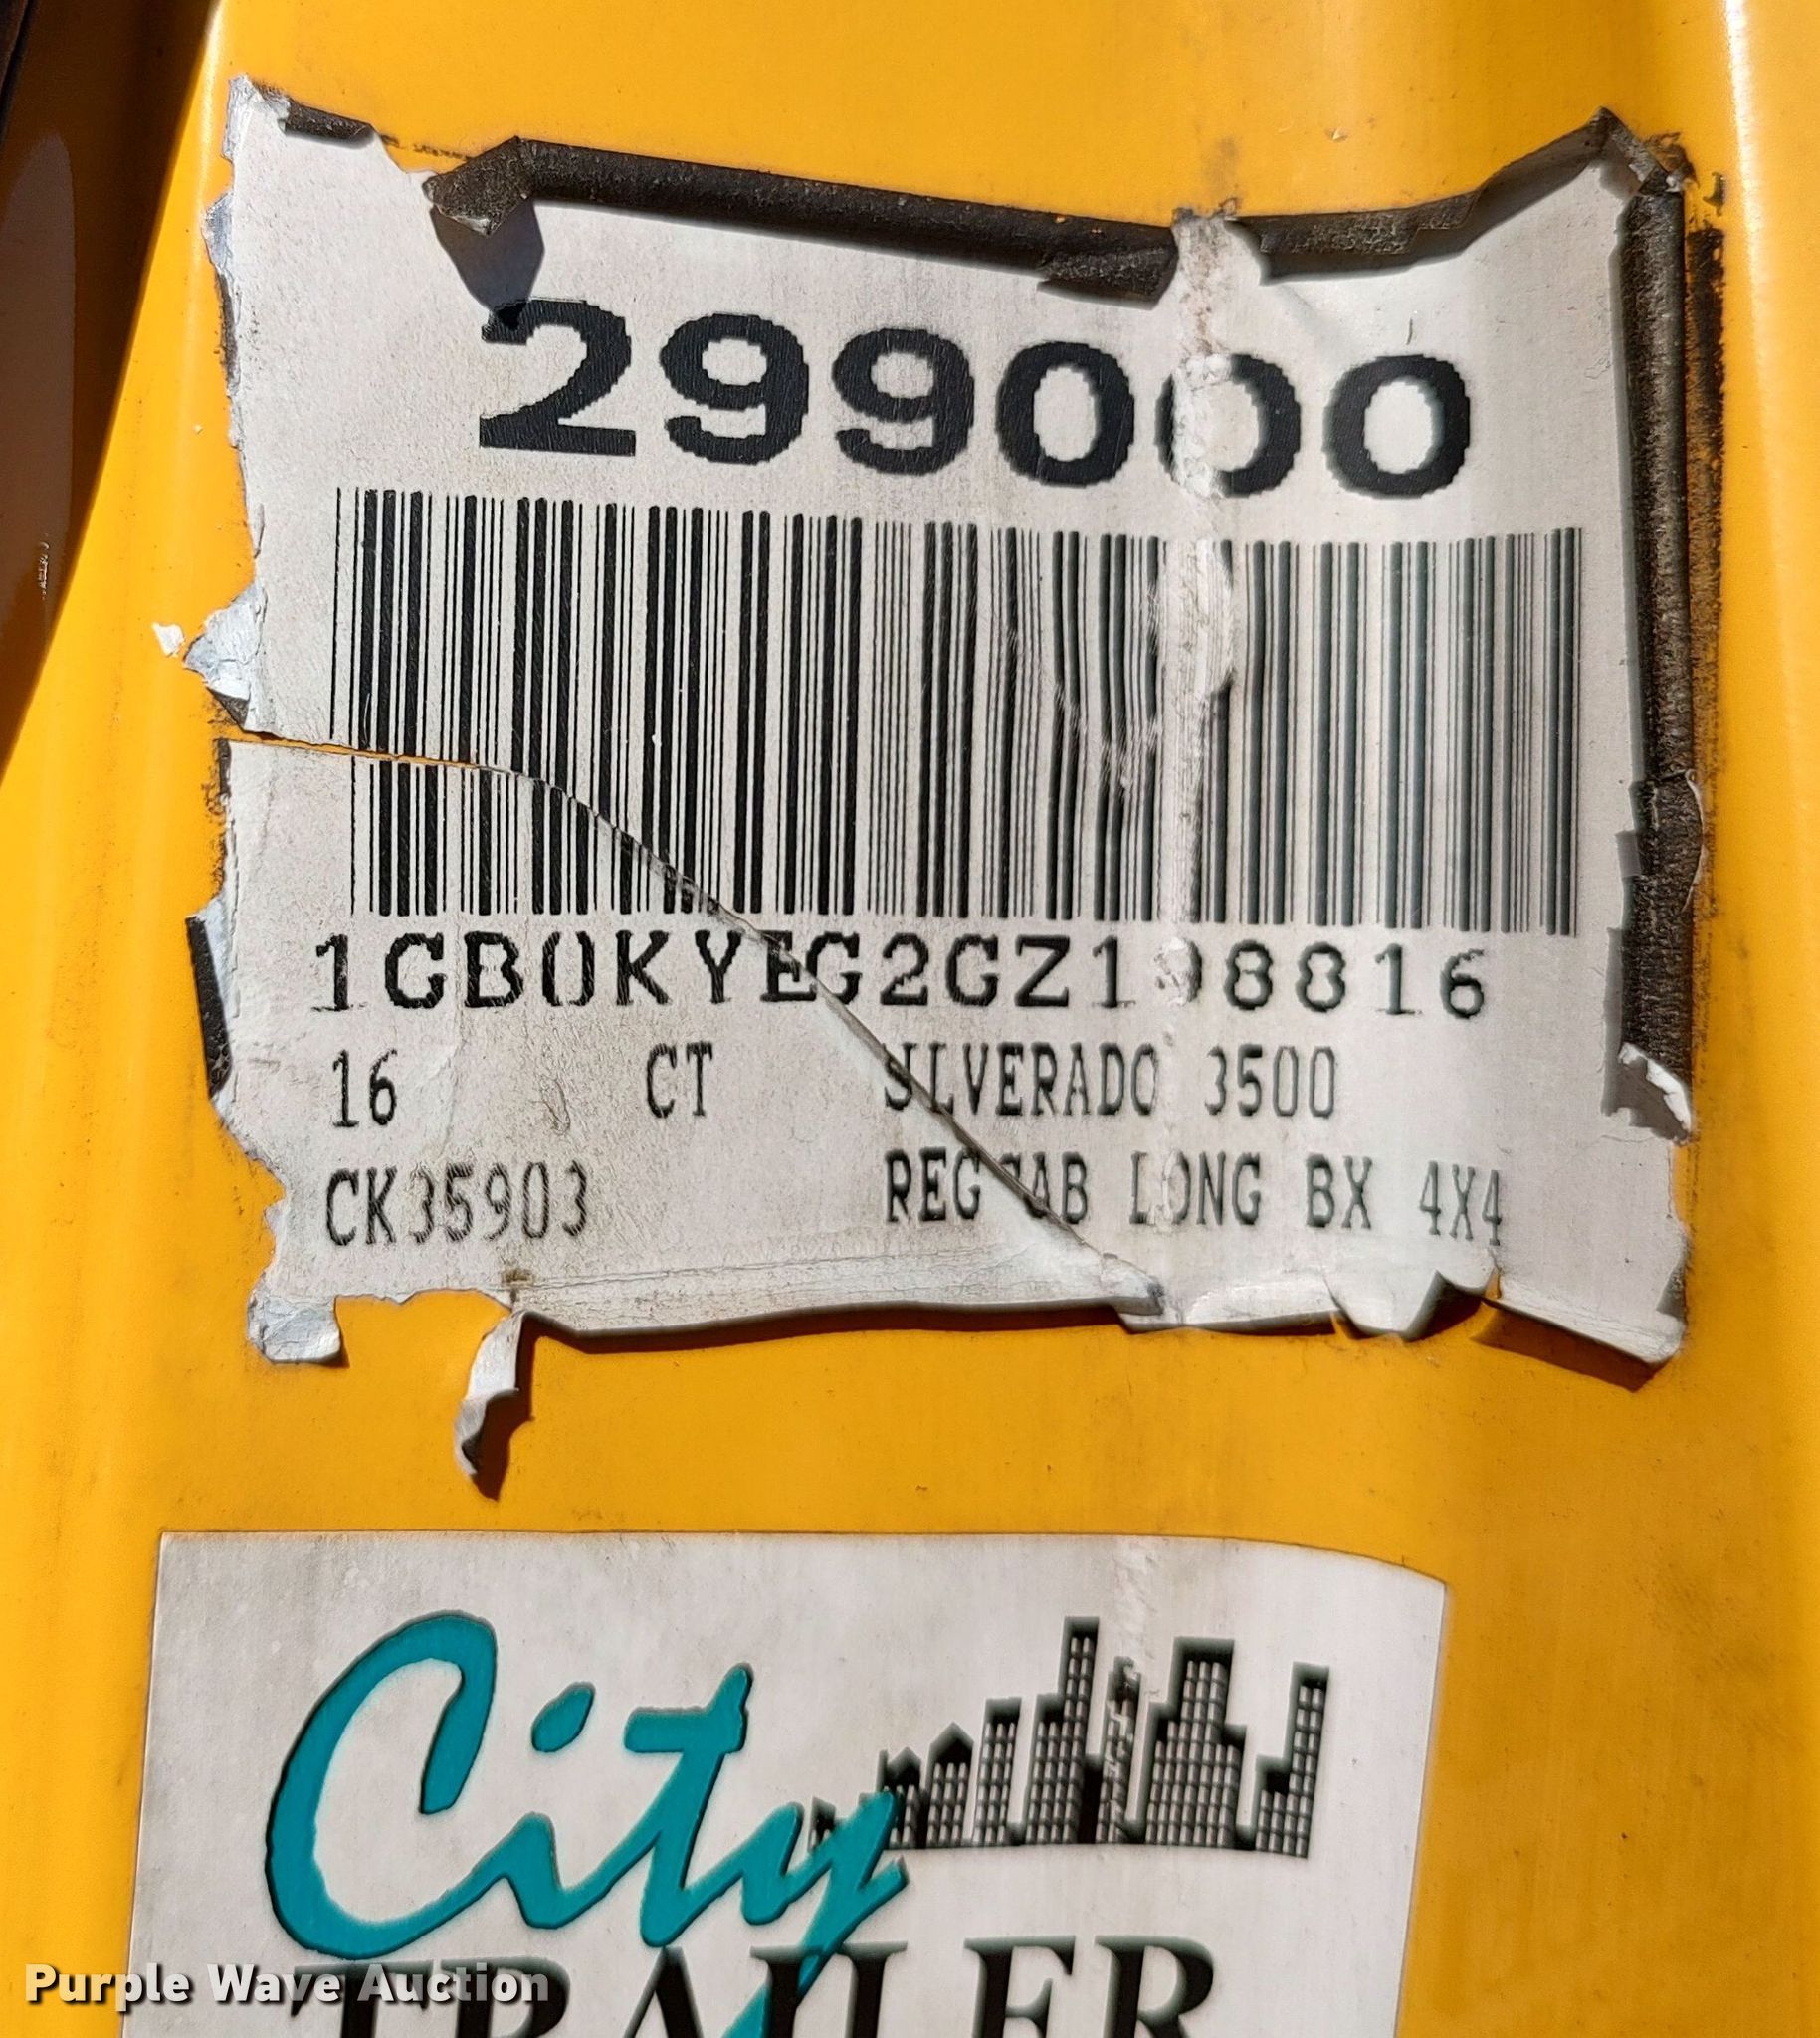 299000
1GB0KYEG2GZ198816
16 CT SILVERADO 3500
CK35903 REG CAB LONG BX 4X4
City
TRAILER
Purple Wave Auction